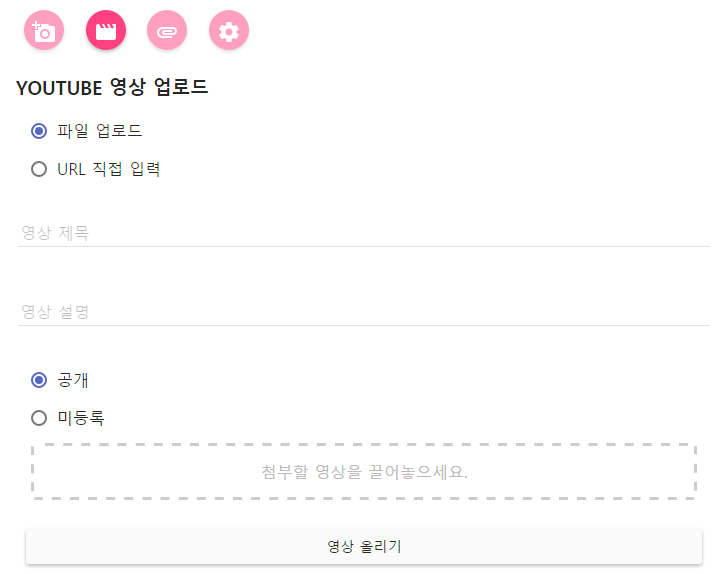 YOUTUBE 영상 업로드
파일 업로드
URL 직접 입력
영상 제목
영상 설명
공개
미등록
첨부할 영상을 끌어놓으세요.
영상 올리기